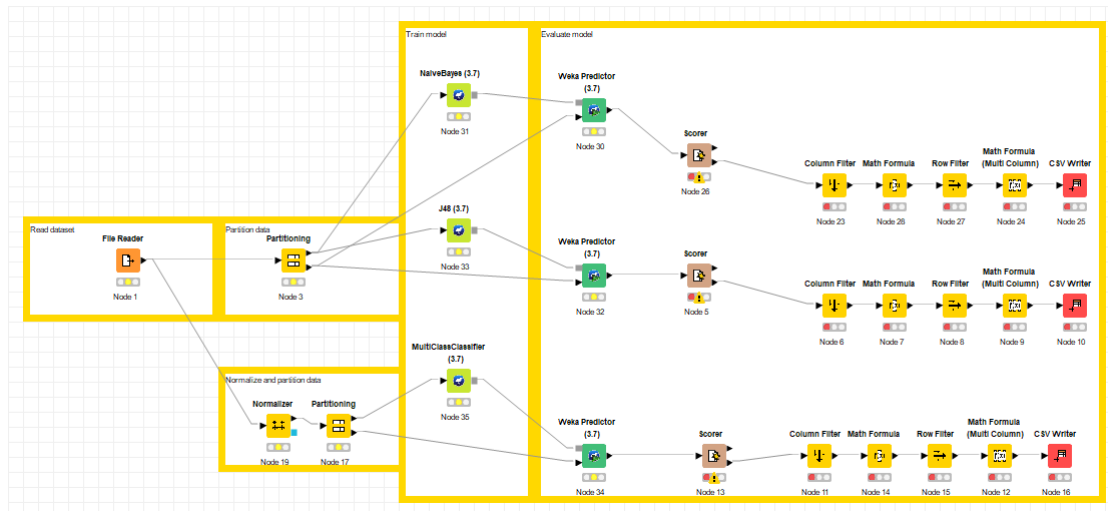 Train model
Evaluate model
NaiveBayes (3.7)
Node 31
Weka Predictor
(3.7)
Node 30
Scorer
Node 26
Column Filter
Node 23
Math Formula
Node 28
Row Filter
Node 27
Math Formula
(Multi Column)
Node 24
CSV Writer
Node 25
Read dataset
File Reader
Node 1
Partition data
Partitioning
Node 3
J48 (3.7)
Node 33
Weka Predictor
(3.7)
Node 32
Scorer
Node 5
Column Filter
Node 6
Math Formula
Node 7
Row Filter
Node 8
Math Formula
(Multi Column)
Node 9
CSV Writer
Node 10
Normalize and partition data
Normalizer
Node 19
Partitioning
Node 17
MultiClassClassifier
(3.7)
Node 35
Weka Predictor
(3.7)
Node 34
Scorer
Node 13
Column Filter
Node 11
Math Formula
Node 14
Row Filter
Node 15
Math Formula
(Multi Column)
Node 12
CSV Writer
Node 16